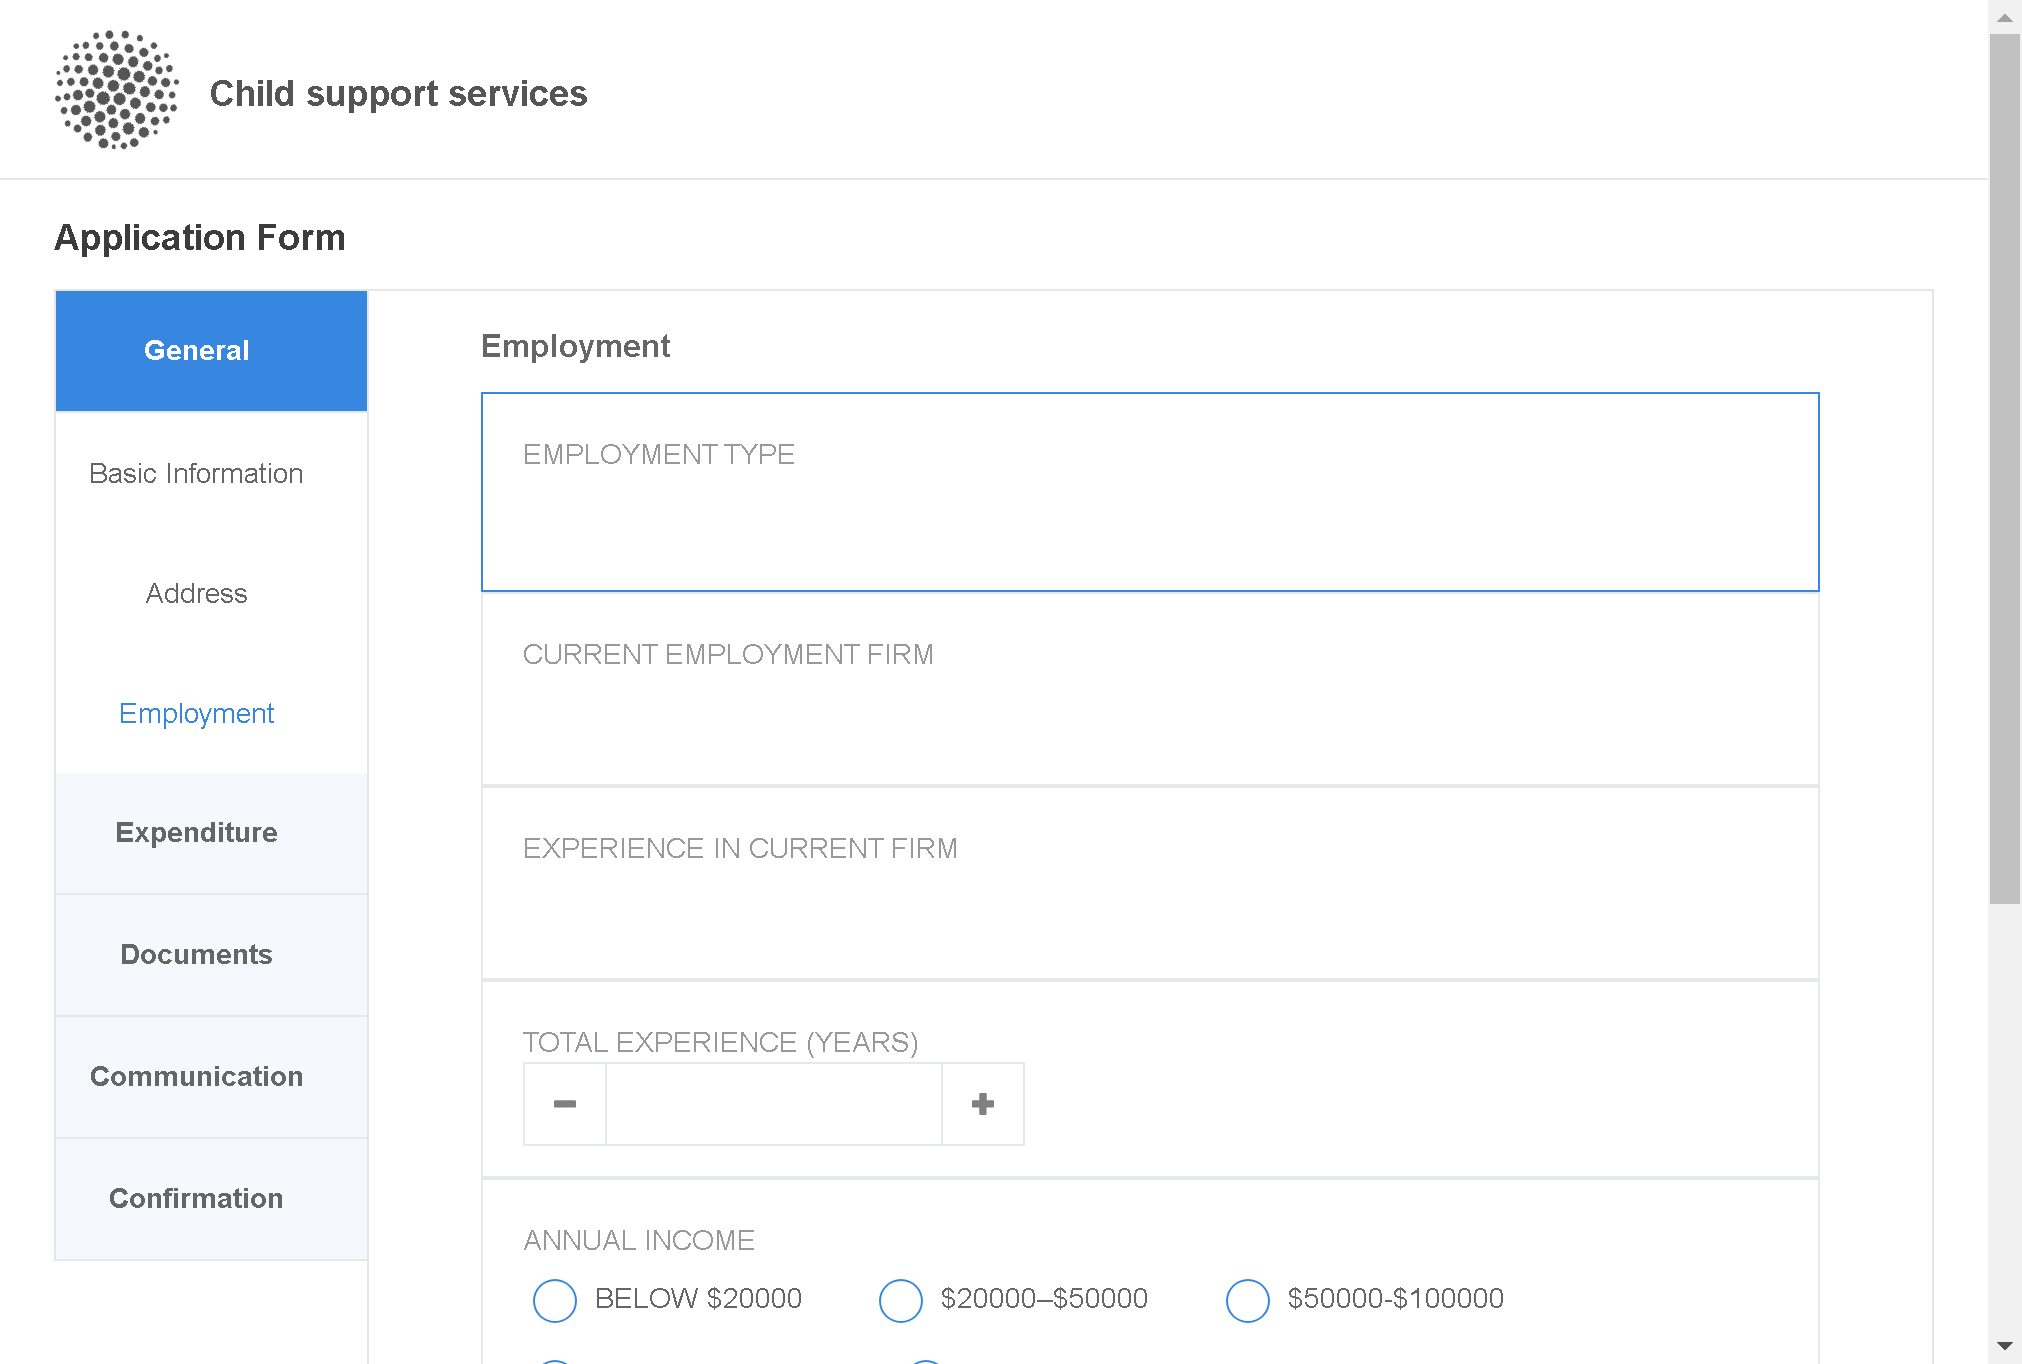 Child support services
Application Form
General
Basic Information
Address
Employment
Expenditure
Documents
Communication
Confirmation
Employment
EMPLOYMENT TYPE
CURRENT EMPLOYMENT FIRM
EXPERIENCE IN CURRENT FIRM
TOTAL EXPERIENCE (YEARS)
ANNUAL INCOME
BELOW $20000
$20000–$50000
$50000-$100000